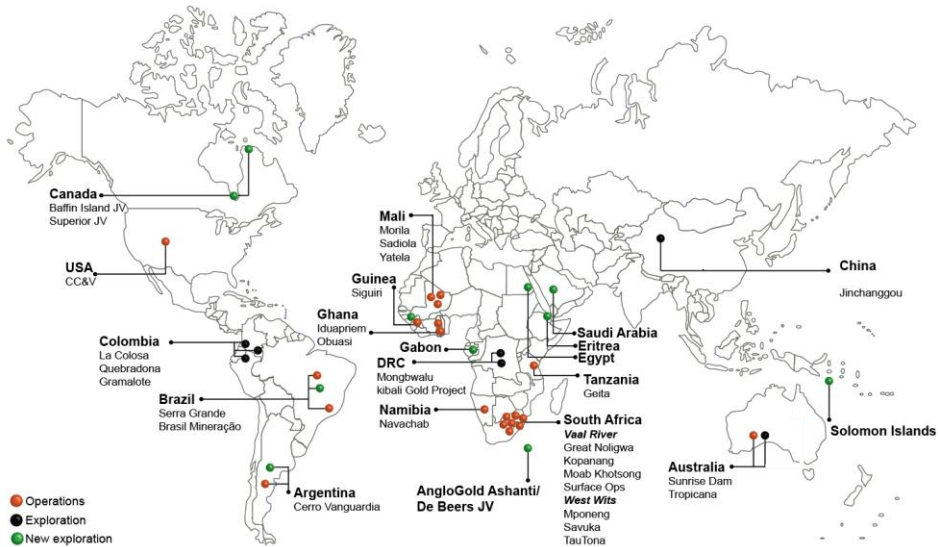 Canada
Baffin Island JV
Superior JV
USA
CC&V
Colombia
La Colosa
Quebradona
Gramalote
Brazil
Serra Grande
Brasil Mineração
Argentina
Cerro Vanguardia
Mali
Morila
Sadiola
Yatela
Guinea
Siguiri
Ghana
Iduapriem
Obuasi
Gabon
DRC
Mongbwalu
kibali Gold Project
Namibia
Navachab
AngloGold Ashanti/
De Beers JV
Saudi Arabia
Eritrea
Egypt
Tanzania
Geita
South Africa
Vaal River
Great Noligwa
Kopanang
Moab Khotsong
Surface Ops
West Wits
Mponeng
Savuka
TauTona
China
Jinchanggou
Solomon Islands
Australia
Sunrise Dam
Tropicana
Operations
Exploration
New exploration